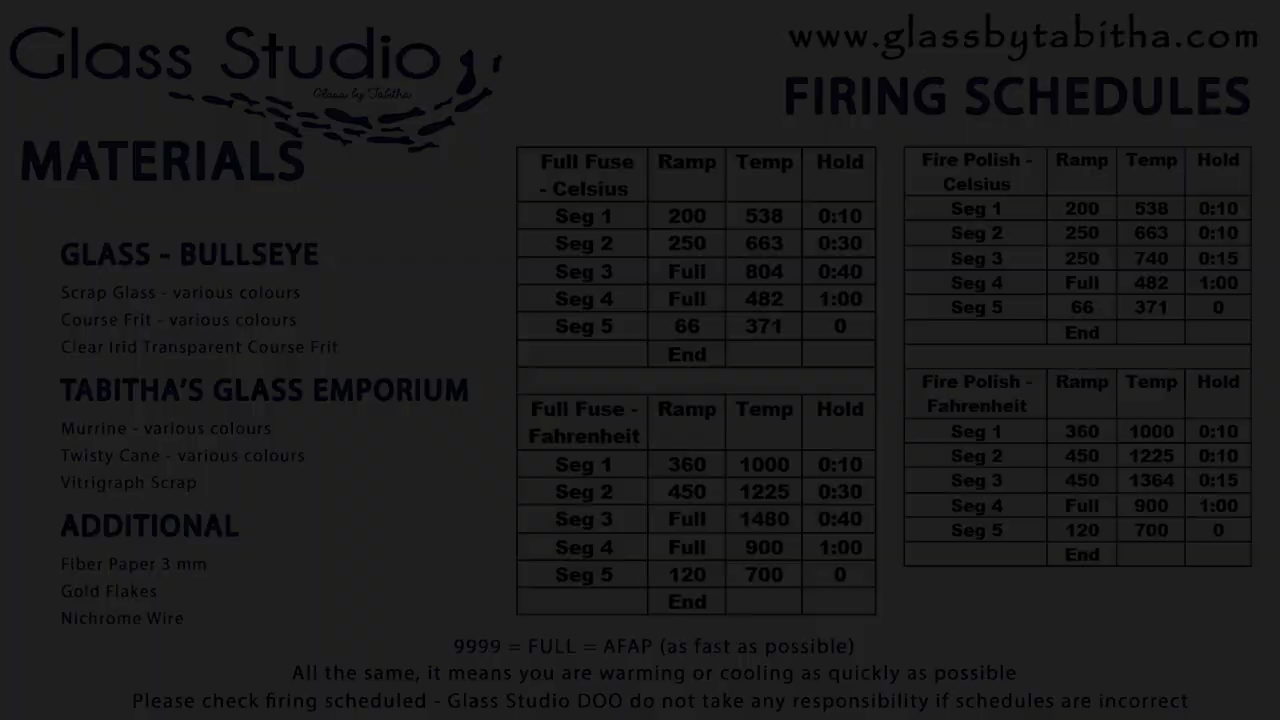 Glass Studio
Glass by Tabitha
www.glassbytabitha.com
FIRING SCHEDULES
MATERIALS
GLASS - BULLSEYE
Scrap Glass - various colours
Course Frit - various colours
Clear Irid Transparent Course Frit
TABITHA'S GLASS EMPORIUM
Murrine - various colours
Twisty Cane - various colours
Vitrigraph Scrap
ADDITIONAL
Fiber Paper 3 mm
Gold Flakes
Nichrome Wire
Full Fuse - Celsius Ramp Temp Hold
Seg 1 200 538 0:10
Seg 2 250 663 0:30
Seg 3 Full 804 0:40
Seg 4 Full 482 1:00
Seg 5 66 371 0
End
Full Fuse - Fahrenheit Ramp Temp Hold
Seg 1 360 1000 0:10
Seg 2 450 1225 0:30
Seg 3 Full 1480 0:40
Seg 4 Full 900 1:00
Seg 5 120 700 0
End
Fire Polish - Celsius Ramp Temp Hold
Seg 1 200 538 0:10
Seg 2 250 663 0:10
Seg 3 250 740 0:15
Seg 4 Full 482 1:00
Seg 5 66 371 0
End
Fire Polish - Fahrenheit Ramp Temp Hold
Seg 1 360 1000 0:10
Seg 2 450 1225 0:10
Seg 3 450 1364 0:15
Seg 4 Full 900 1:00
Seg 5 120 700 0
End
9999 = FULL = AFAP (as fast as possible)
All the same, it means you are warming or cooling as quickly as possible
Please check firing scheduled - Glass Studio DOO do not take any responsibility if schedules are incorrect